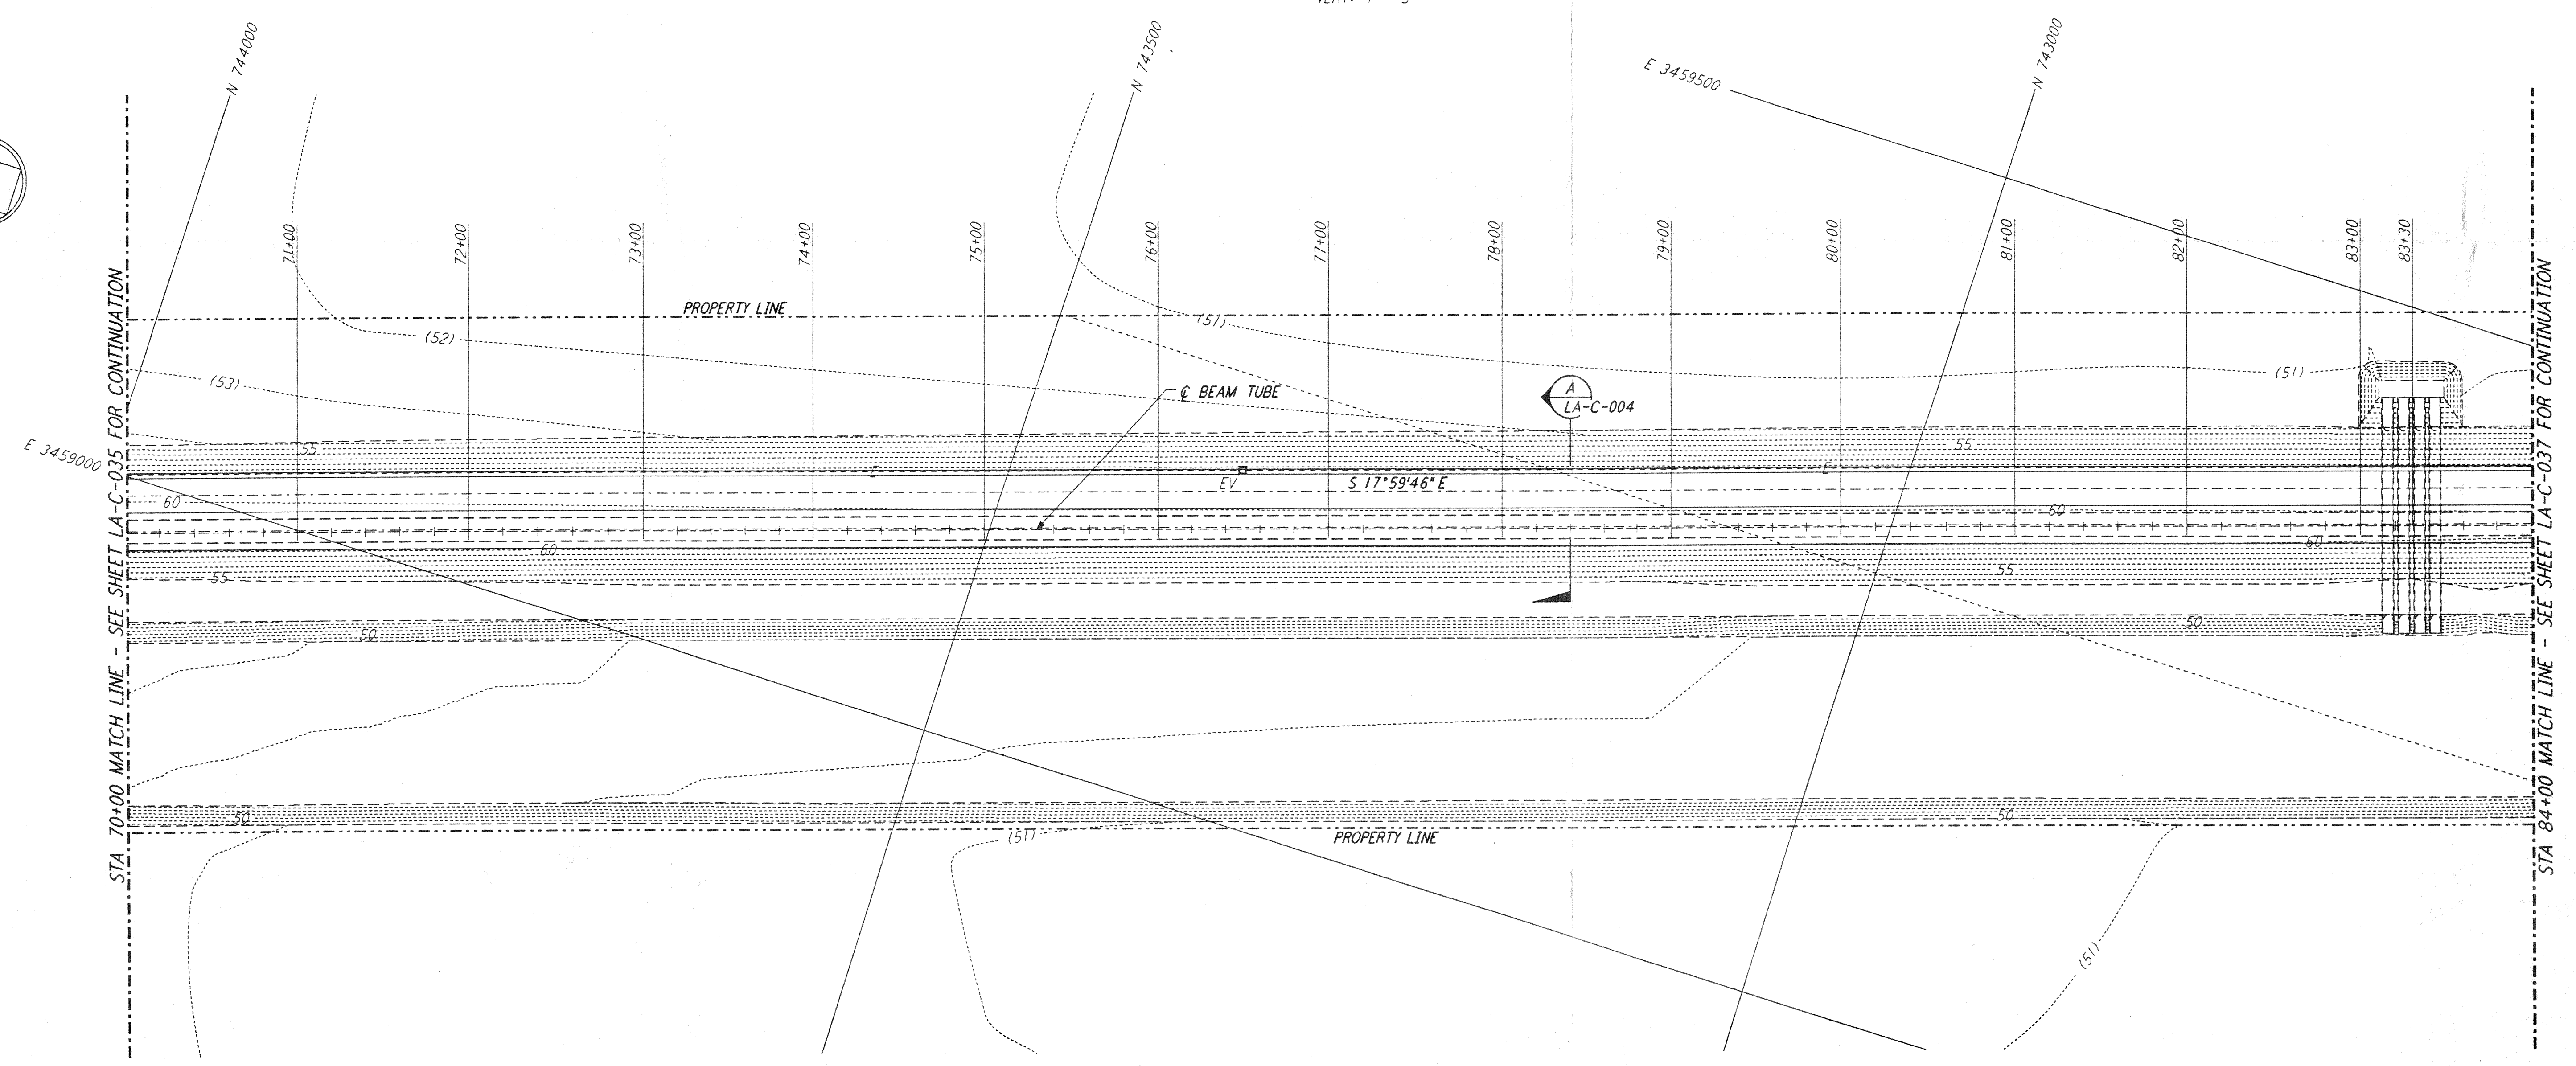 N 744000
N 743500
N 743000
E 3459500
71+00
72+00
73+00
74+00
75+00
76+00
77+00
78+00
79+00
80+00
81+00
82+00
83+00
83+30
PROPERTY LINE
(51)
(52)
(53)
(51)
℄ BEAM TUBE
A
LA-C-004
E 3459000
55
55
E
E
EV
S 17°59'46" E
60
60
60
60
55
55
50
50
50
50
(51)
PROPERTY LINE
(51)
STA 70+00 MATCH LINE - SEE SHEET LA-C-035 FOR CONTINUATION
STA 84+00 MATCH LINE - SEE SHEET LA-C-037 FOR CONTINUATION